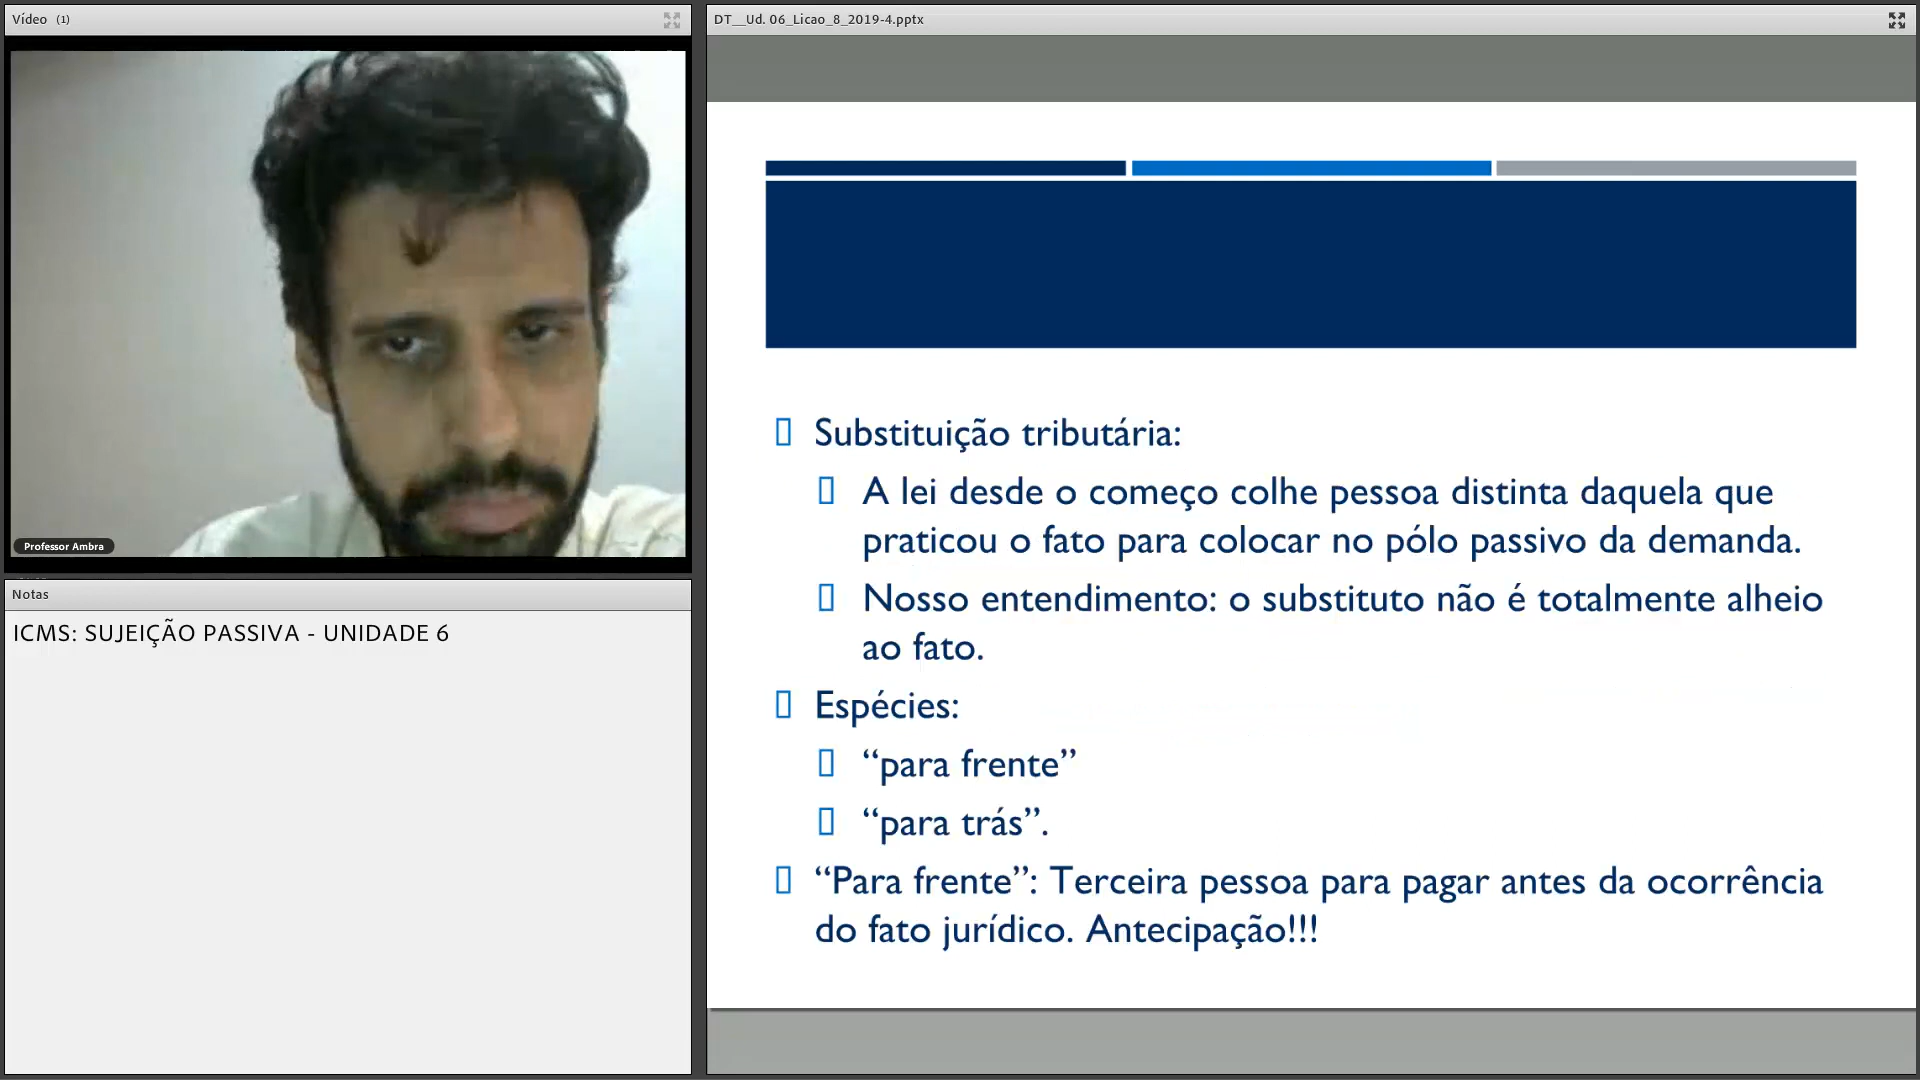 Vídeo (1)
Professor Ambra
Notas
ICMS: SUJEIÇÃO PASSIVA - UNIDADE 6
DT__Ud. 06_Licao_8_2019-4.pptx
Substituição tributária:
A lei desde o começo colhe pessoa distinta daquela que
praticou o fato para colocar no pólo passivo da demanda.
Nosso entendimento: o substituto não é totalmente alheio
ao fato.
Espécies:
“para frente”
“para trás”.
“Para frente”: Terceira pessoa para pagar antes da ocorrência
do fato jurídico. Antecipação!!!